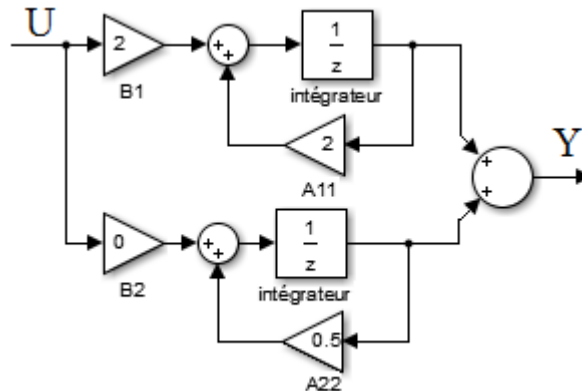 U
2
B1
++
1
z
intégrateur
2
A11
Y
+
+
0
B2
++
1
z
intégrateur
0.5
A22